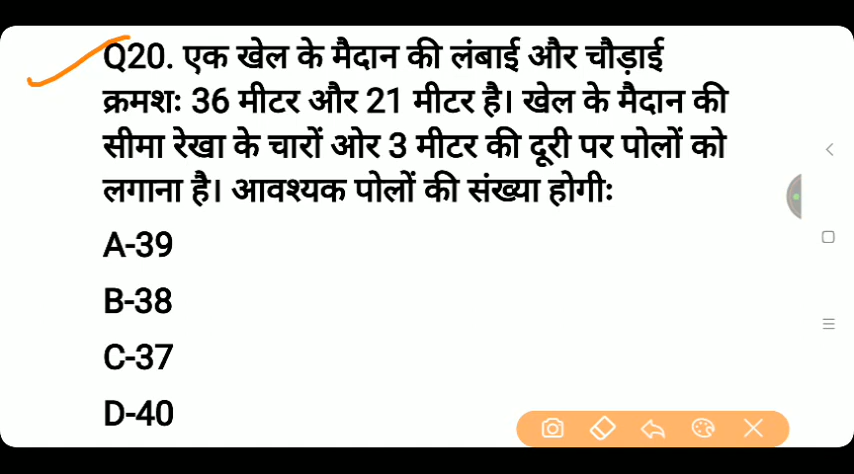 Q20. एक खेल के मैदान की लंबाई और चौड़ाई
क्रमशः 36 मीटर और 21 मीटर है। खेल के मैदान की
सीमा रेखा के चारों ओर 3 मीटर की दूरी पर पोलों को
लगाना है। आवश्यक पोलों की संख्या होगीः
A-39
B-38
C-37
D-40